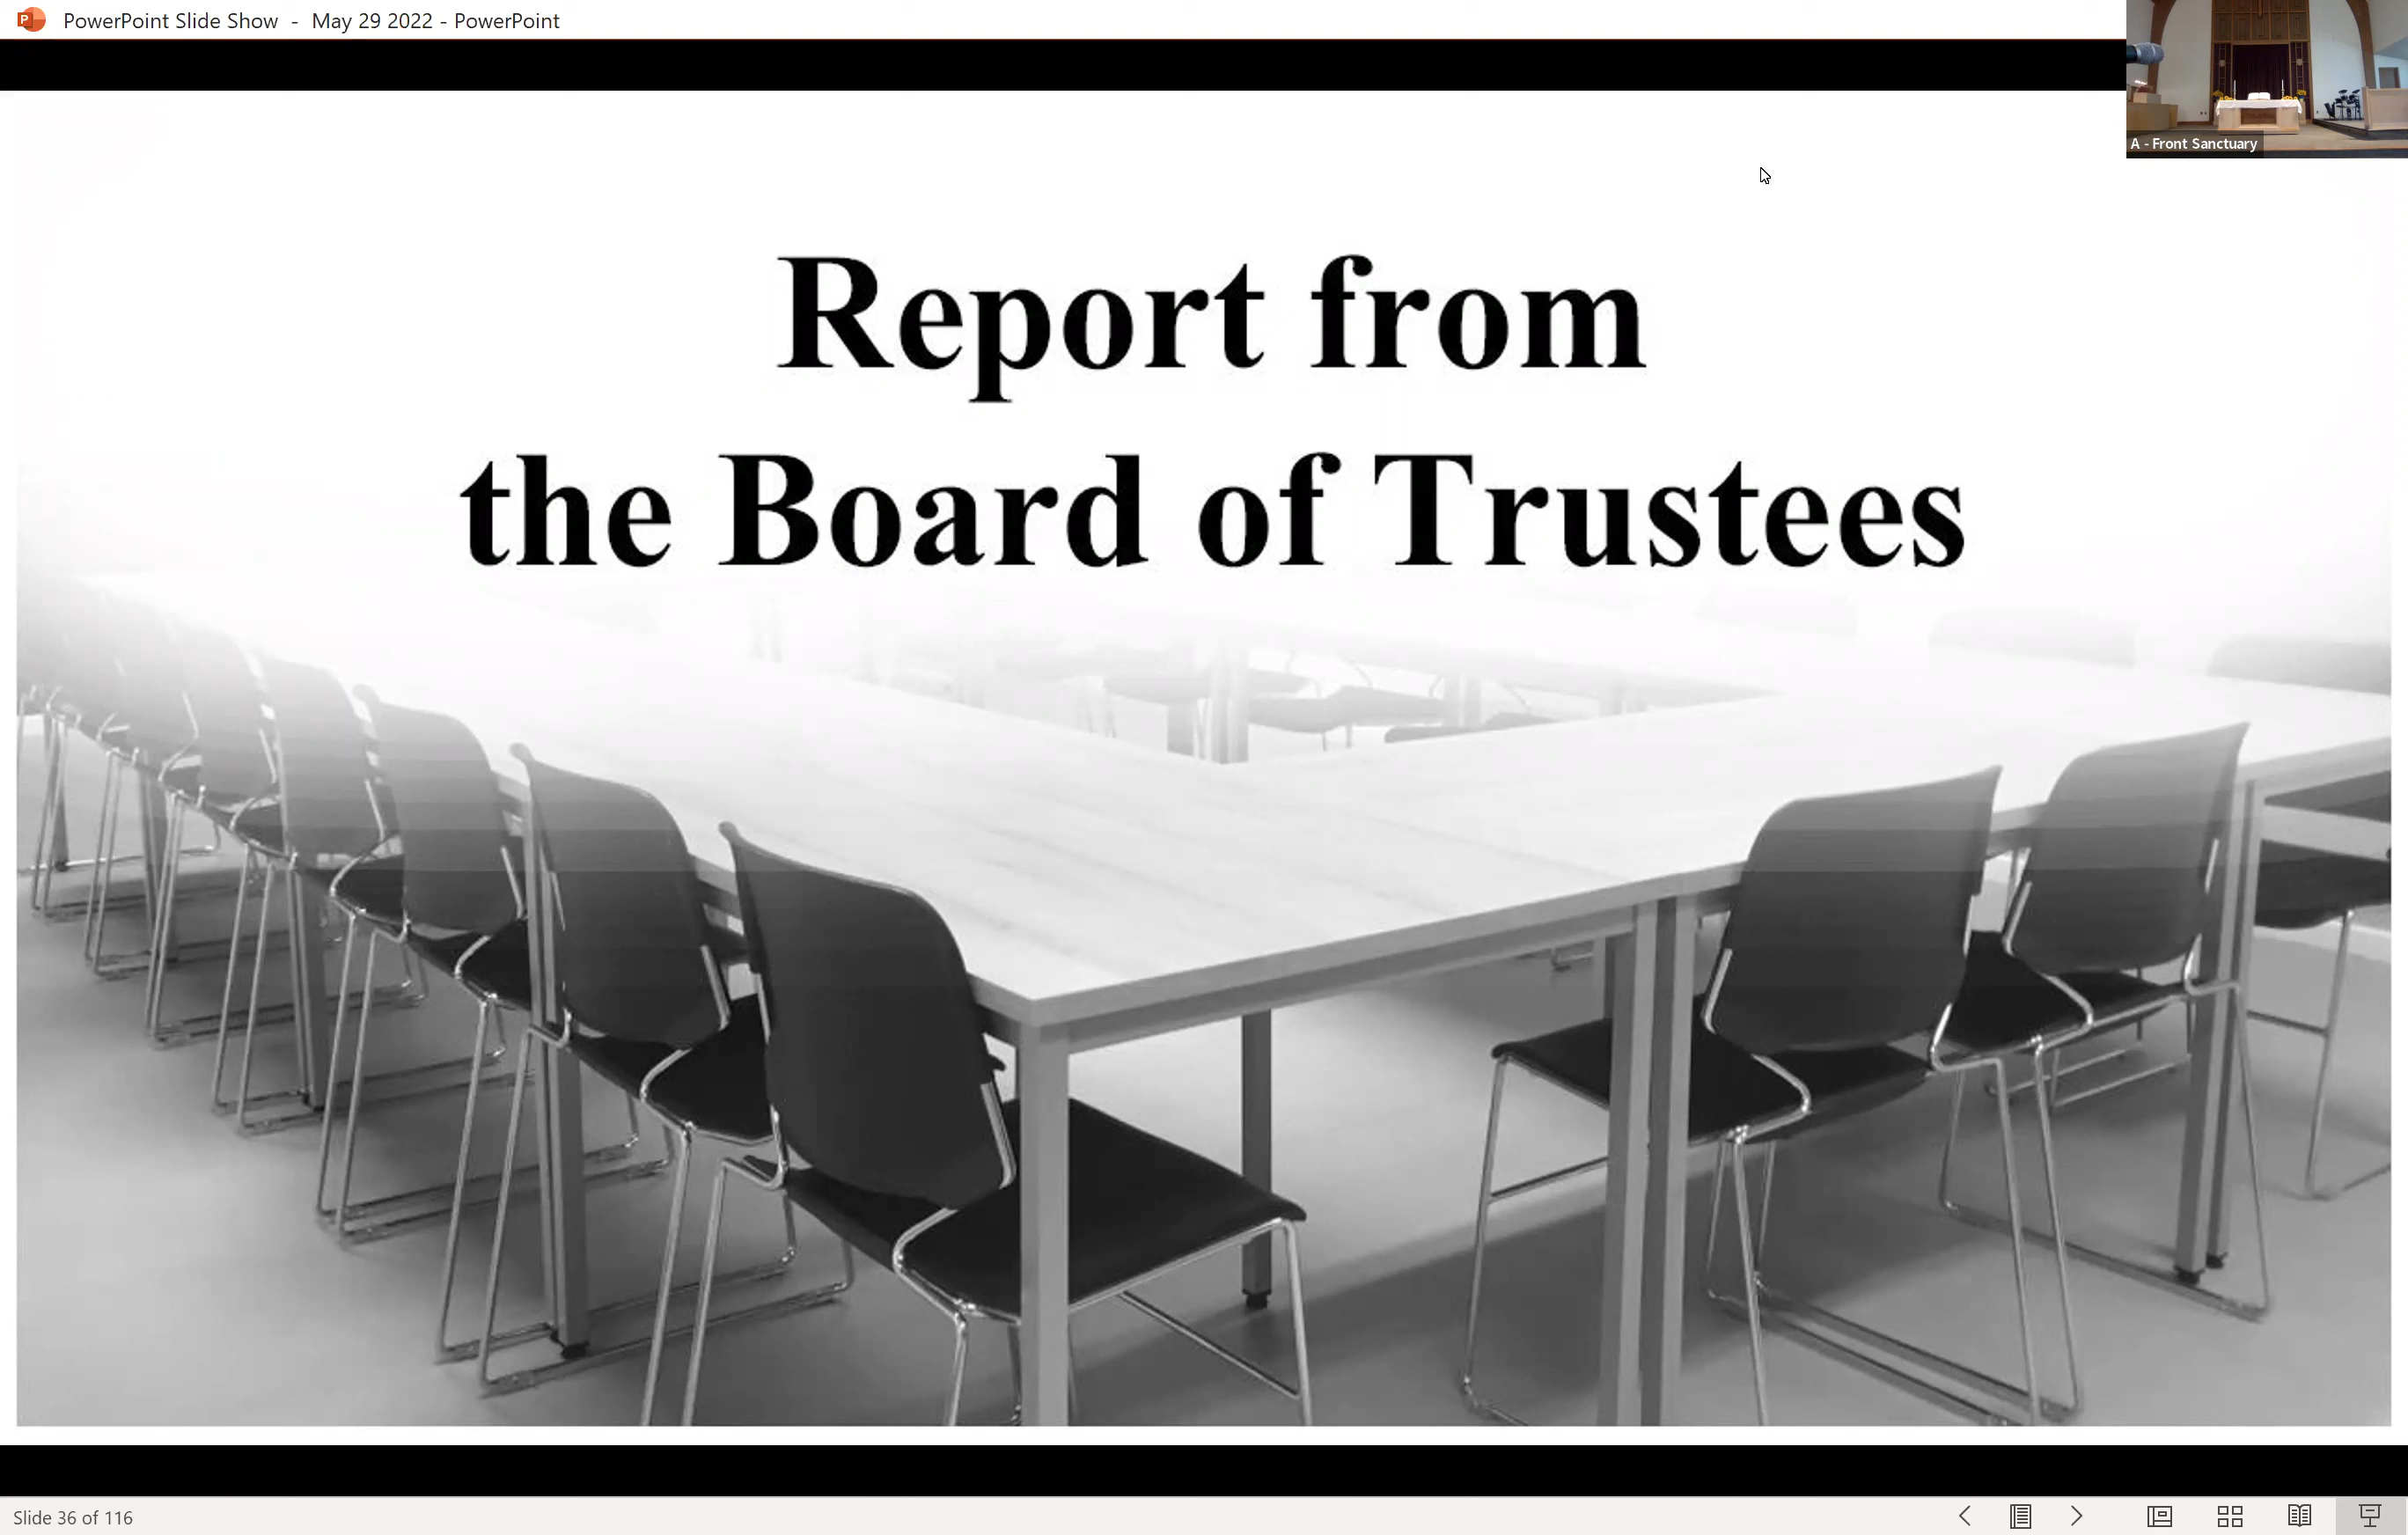 PowerPoint Slide Show - May 29 2022 - PowerPoint
A - Front Sanctuary
Report from
the Board of Trustees
Slide 36 of 116